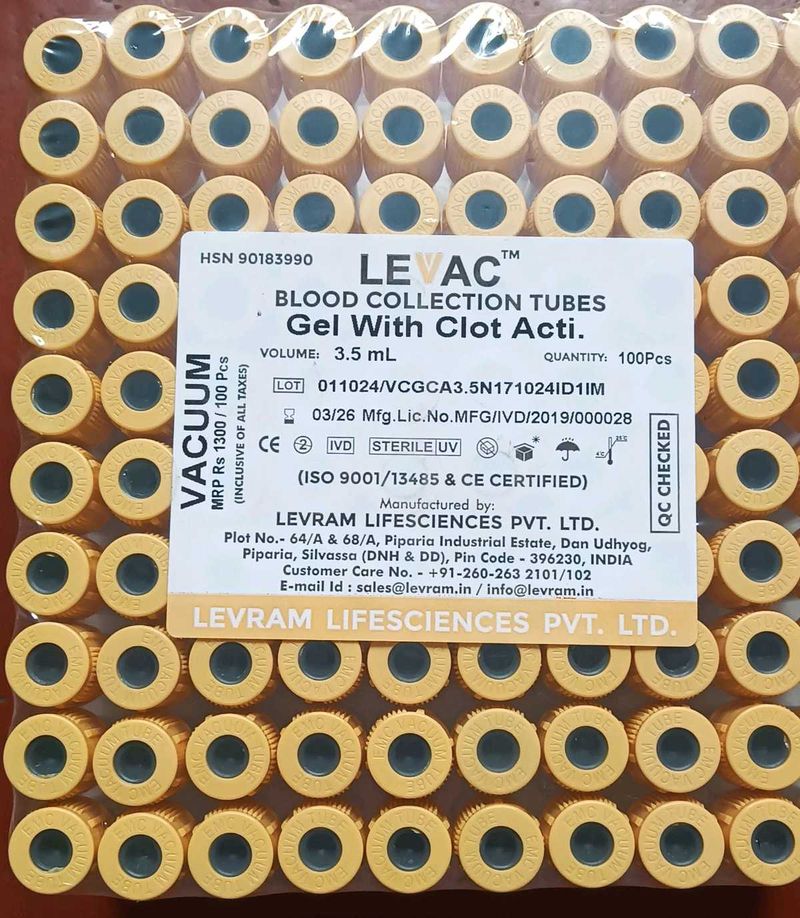 HSN 90183990
LEVAC™
BLOOD COLLECTION TUBES
Gel With Clot Acti.
VOLUME: 3.5 mL
QUANTITY: 100Pcs
LOT 011024/VCGCA3.5N171024ID1IM
03/26 Mfg.Lic.No.MFG/IVD/2019/000028
CE 2 IVD STERILE UV 4°C 25°C
(ISO 9001/13485 & CE CERTIFIED)
Manufactured by:
LEVRAM LIFESCIENCES PVT. LTD.
Plot No.- 64/A & 68/A, Piparia Industrial Estate, Dan Udhyog,
Piparia, Silvassa (DNH & DD), Pin Code - 396230, INDIA
Customer Care No. - +91-260-263 2101/102
E-mail Id : sales@levram.in / info@levram.in
LEVRAM LIFESCIENCES PVT. LTD.
VACUUM
MRP Rs 1300 / 100 Pcs
(INCLUSIVE OF ALL TAXES)
QC CHECKED
EMC VACUUM TUBE